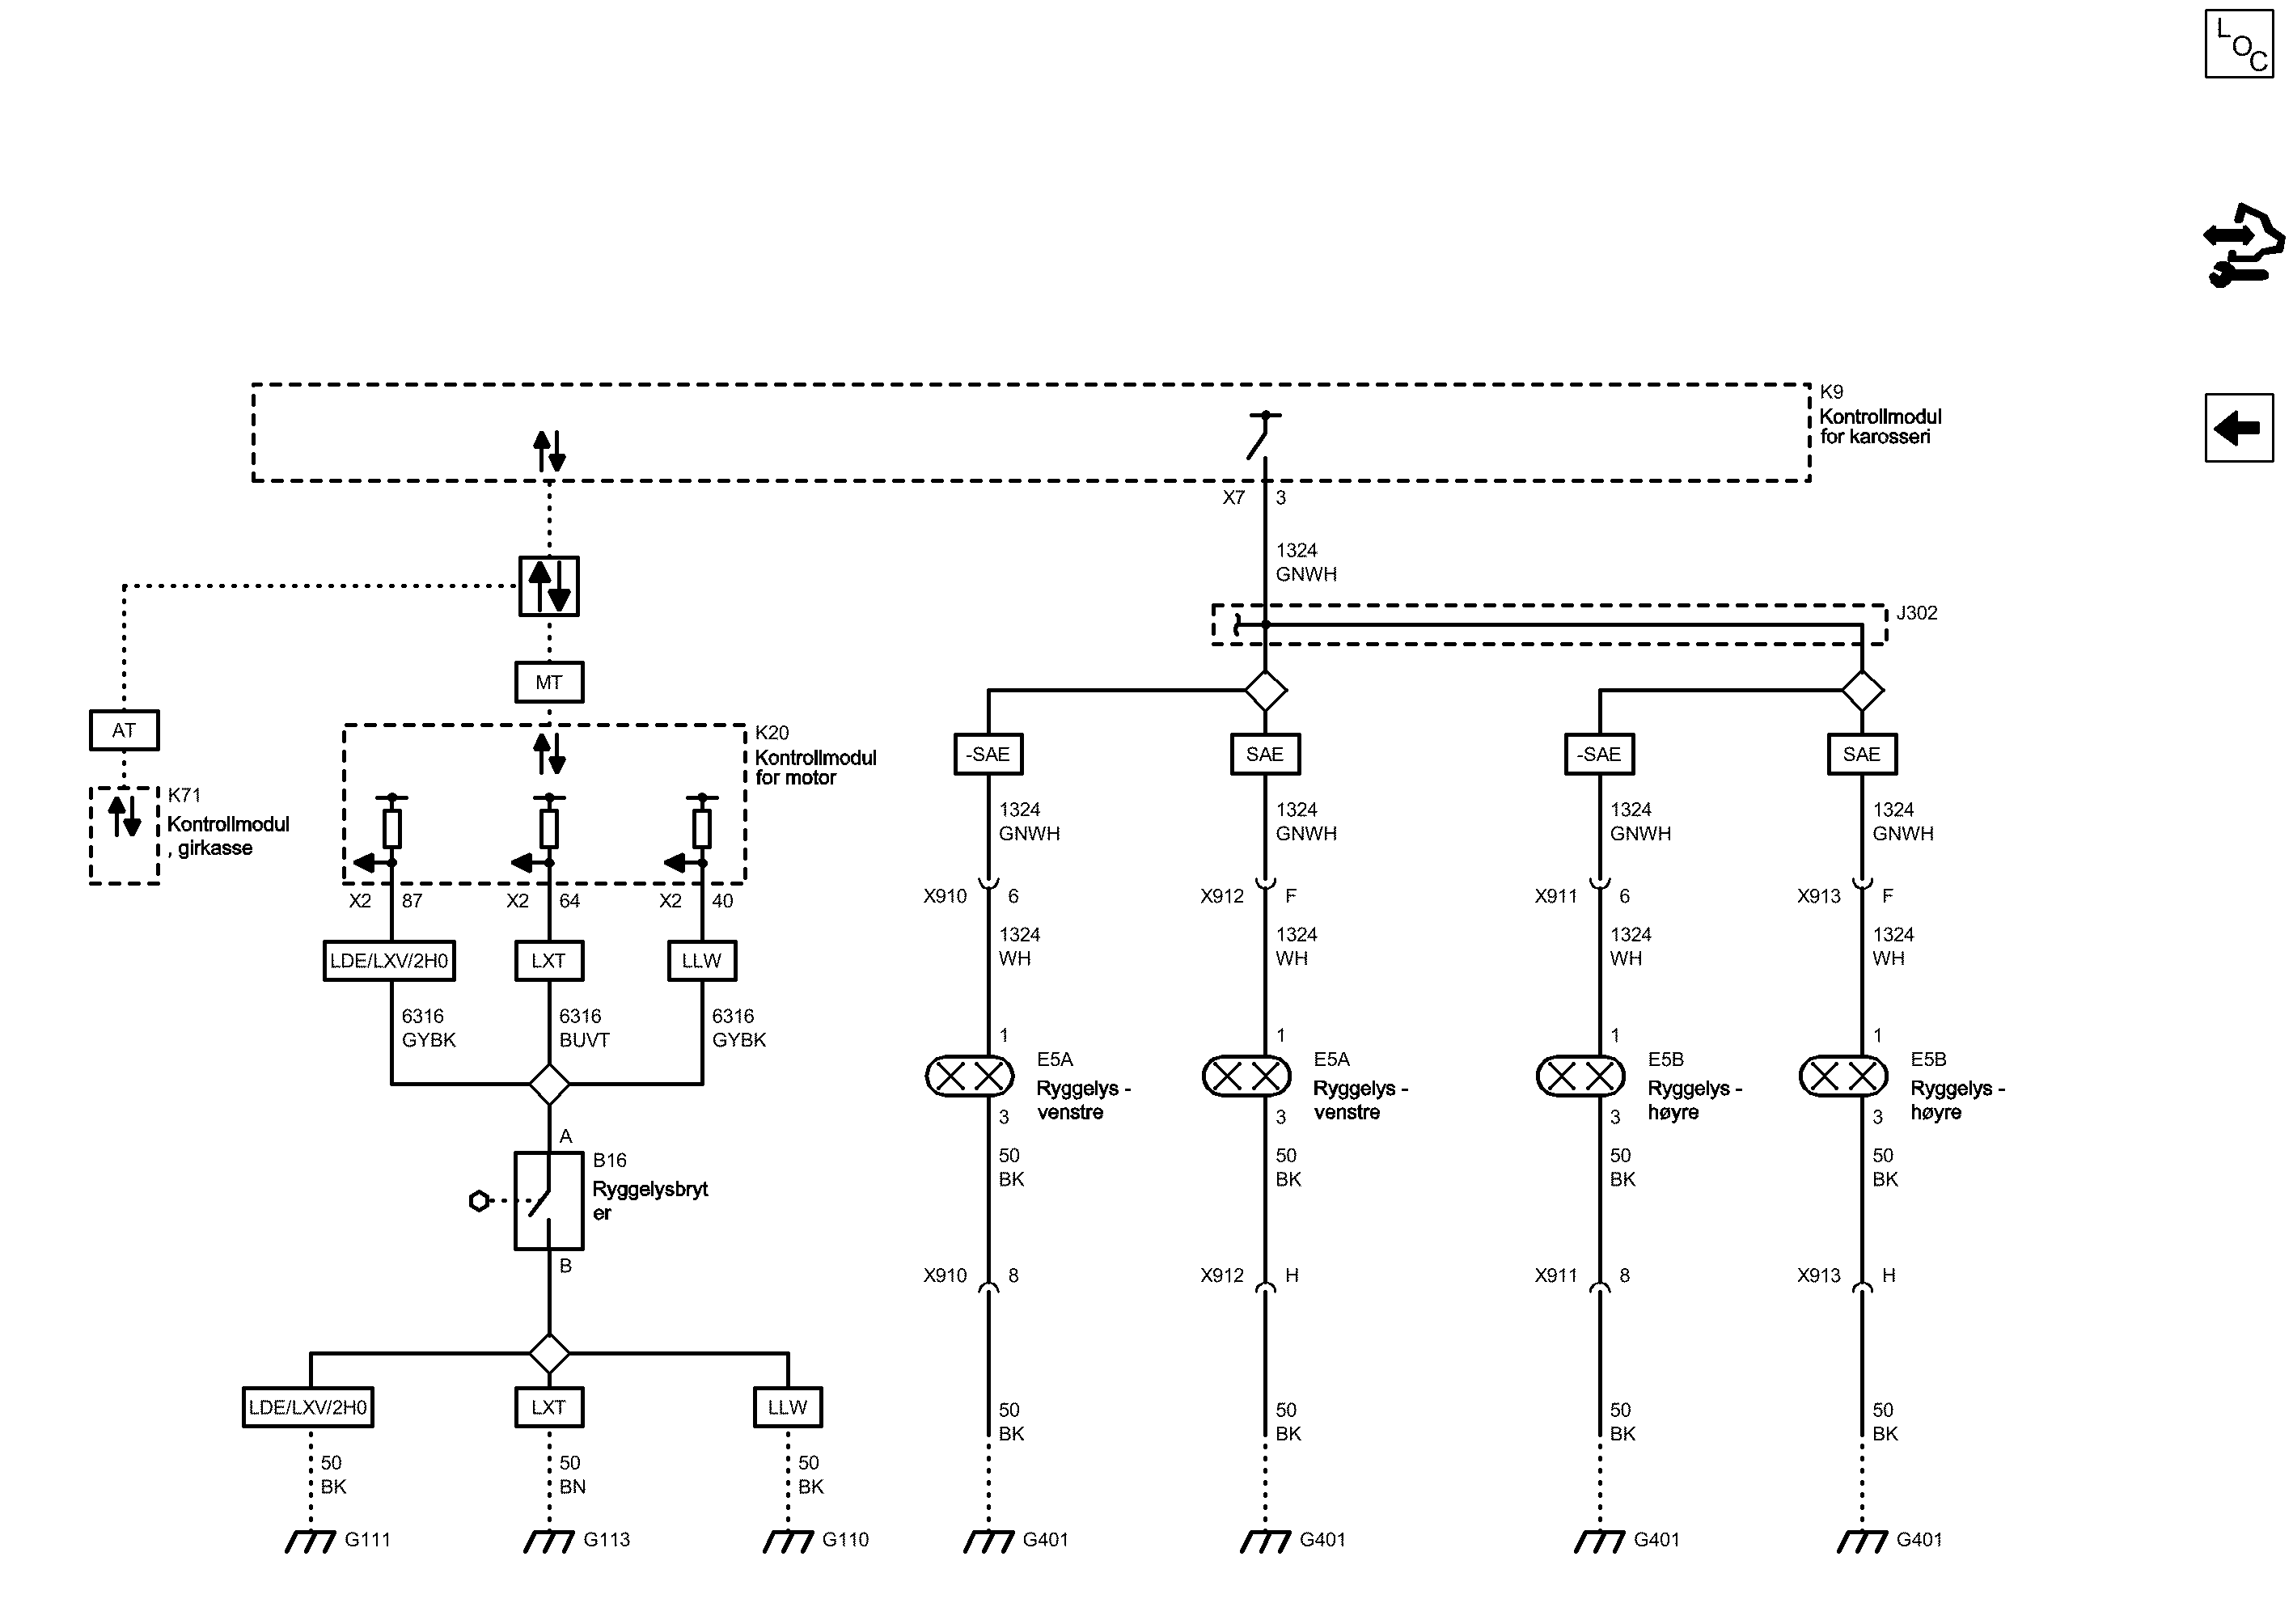 LOC
K9
Kontrollmodul
for karosseri
X7 3
1324
GNWH
J302
MT
AT
K20
Kontrollmodul
for motor
K71
Kontrollmodul
, girkasse
-SAE SAE -SAE SAE
1324 1324 1324 1324
GNWH GNWH GNWH GNWH
X2 87 X2 64 X2 40
X910 6 X912 F X911 6 X913 F
1324 1324 1324 1324
WH WH WH WH
LDE/LXV/2H0 LXT LLW
6316 6316 6316
GYBK BUVT GYBK
1 1 1 1
E5A E5A E5B E5B
Ryggelys - Ryggelys - Ryggelys - Ryggelys -
venstre venstre høyre høyre
3 3 3 3
A
B16
Ryggelysbryt
er
B
50 50 50 50
BK BK BK BK
X910 8 X912 H X911 8 X913 H
LDE/LXV/2H0 LXT LLW
50 50 50 50
BK BK BK BK
50 50 50
BK BN BK
G111 G113 G110 G401 G401 G401 G401